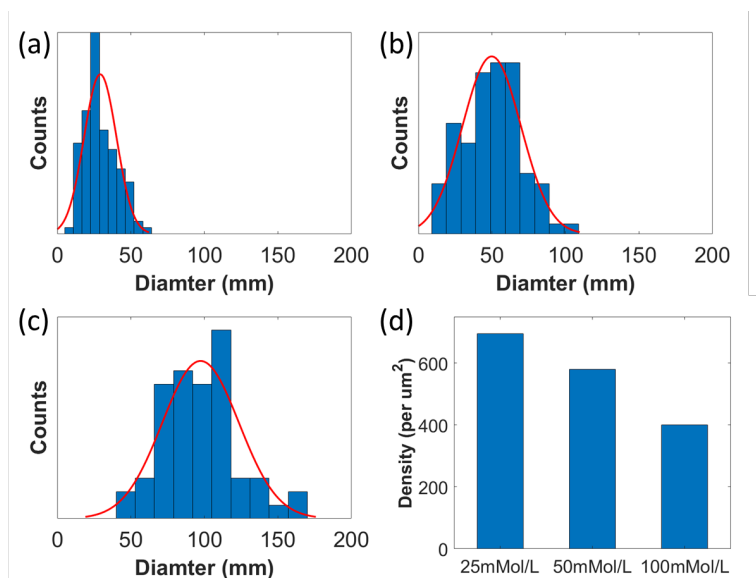 (a)
Counts
0 50 100 150 200
Diamter (mm)
(b)
Counts
0 50 100 150 200
Diamter (mm)
(c)
Counts
0 50 100 150 200
Diamter (mm)
(d)
Density (per um²)
600
400
200
0
25mMol/L 50mMol/L 100mMol/L